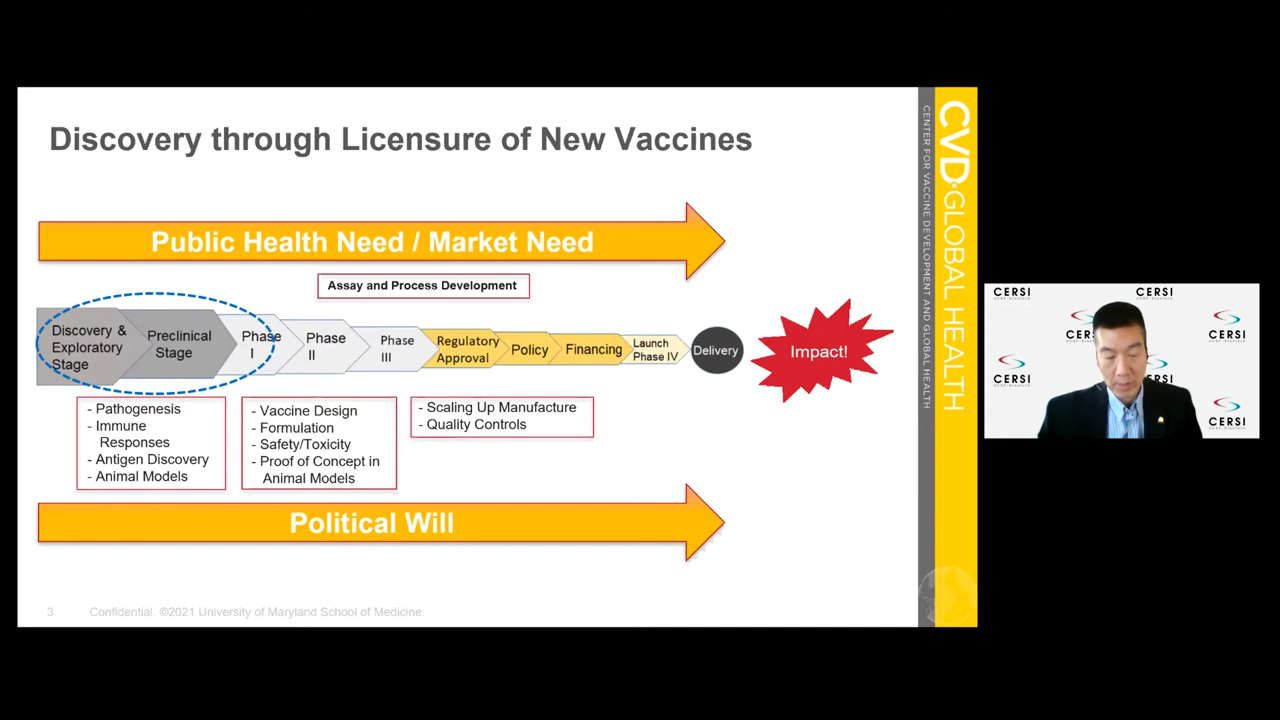 Discovery through Licensure of New Vaccines
Public Health Need / Market Need
Assay and Process Development
Discovery &
Exploratory
Stage
Preclinical
Stage
Phase
I
Phase
II
Phase
III
Regulatory
Approval
Policy
Financing
Launch
Phase IV
Delivery
Impact!
- Pathogenesis
- Immune
Responses
- Antigen Discovery
- Animal Models
- Vaccine Design
- Formulation
- Safety/Toxicity
- Proof of Concept in
Animal Models
- Scaling Up Manufacture
- Quality Controls
Political Will
3 Confidential. ©2021 University of Maryland School of Medicine.
CENTER FOR VACCINE DEVELOPMENT AND GLOBAL HEALTH
CVD•GLOBAL HEALTH
CERSI
CERSI
CERSI
CERSI
CERSI